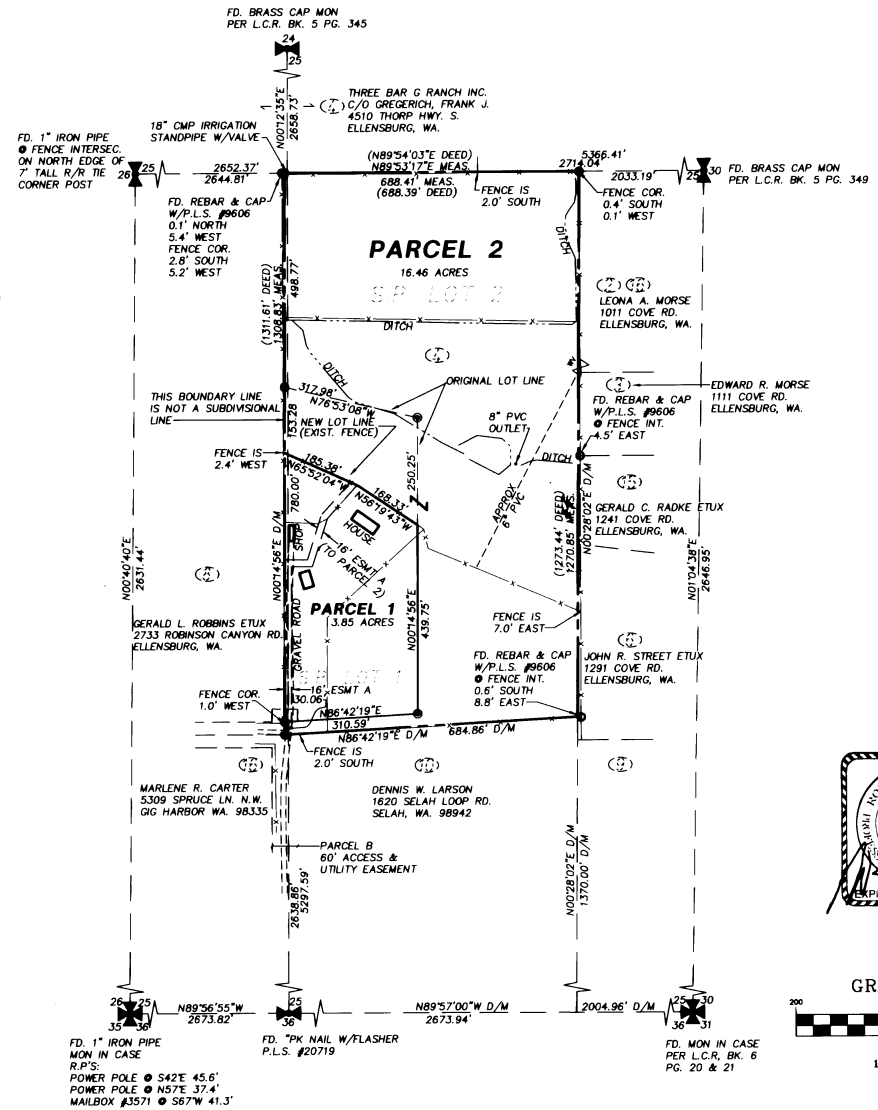 FD. BRASS CAP MON
PER L.C.R. BK. 5 PG. 345
24
25
N00°12'35"E
2658.73'
4
THREE BAR G RANCH INC.
C/O GREGERICH, FRANK J.
4510 THORP HWY. S.
ELLENSBURG, WA.
18" CMP IRRIGATION
STANDPIPE W/VALVE
FD. 1" IRON PIPE
@ FENCE INTERSEC.
ON NORTH EDGE OF
7' TALL R/R TIE
CORNER POST
26
25
2652.37'
2644.81'
(N89°54'03"E DEED)
N89°53'17"E MEAS.
688.41' MEAS.
(688.39' DEED)
FENCE IS
2.0' SOUTH
5366.41'
2714.04'
2033.19'
25
30
FD. BRASS CAP MON
PER L.C.R. BK. 5 PG. 349
FENCE COR.
0.4' SOUTH
0.1' WEST
FD. REBAR & CAP
W/P.L.S. #9606
0.1' NORTH
5.4' WEST
FENCE COR.
2.8' SOUTH
5.2' WEST
PARCEL 2
16.46 ACRES
S.P. LOT 2
DITCH
(1311.61' DEED)
1308.83' MEAS.
498.77'
DITCH
2
16
LEONA A. MORSE
1011 COVE RD.
ELLENSBURG, WA.
4
DITCH
ORIGINAL LOT LINE
WV
3
EDWARD R. MORSE
1111 COVE RD.
ELLENSBURG, WA.
317.98'
N76°53'08"W
THIS BOUNDARY LINE
IS NOT A SUBDIVISIONAL
LINE
153.28
NEW LOT LINE
(EXIST. FENCE)
8" PVC
OUTLET
FD. REBAR & CAP
W/P.L.S. #9606
@ FENCE INT.
4.5' EAST
DITCH
FENCE IS
2.4' WEST
185.38'
N65°52'04"W
250.25'
168.33'
N56°19'43"W
APPROX
6" PVC
N00°28'02"E D/M
15
GERALD C. RADKE ETUX
1241 COVE RD.
ELLENSBURG, WA.
(1273.44' DEED)
1270.85' MEAS.
780.00'
SHOP
HOUSE
16' ESMT A
(TO PARCEL 2)
N00°14'56"E D/M
N00°40'40"E
2631.44'
N01°04'38"E
2646.95'
PARCEL 1
3.85 ACRES
N00°14'56"E
439.75'
GERALD L. ROBBINS ETUX
2733 ROBINSON CANYON RD.
ELLENSBURG, WA.
GRAVEL ROAD
FENCE IS
7.0' EAST
FD. REBAR & CAP
W/P.L.S. #9606
@ FENCE INT.
0.6' SOUTH
8.8' EAST
JOHN R. STREET ETUX
1291 COVE RD.
ELLENSBURG, WA.
S.P. LOT 1
FENCE COR.
1.0' WEST
16' ESMT A
30.06'
N86°42'19"E
310.59'
N86°42'19"E D/M
684.86' D/M
FENCE IS
2.0' SOUTH
MARLENE R. CARTER
5309 SPRUCE LN. N.W.
GIG HARBOR WA. 98335
DENNIS W. LARSON
1620 SELAH LOOP RD.
SELAH, WA. 98942
PARCEL B
60' ACCESS &
UTILITY EASEMENT
2638.86'
5297.59'
N00°28'02"E D/M
1370.00' D/M
26
25
35
36
N89°56'55"W
2673.82'
25
36
N89°57'00"W D/M
2673.94'
2004.96' D/M
25
30
36
31
FD. 1" IRON PIPE
MON IN CASE
R.P'S:
POWER POLE @ S42°E 45.6'
POWER POLE @ N57°E 37.4'
MAILBOX #3571 @ S67°W 41.3'
FD. "PK NAIL W/FLASHER
P.L.S. #20719
FD. MON IN CASE
PER L.C.R, BK. 6
PG. 20 & 21
GR
200
1